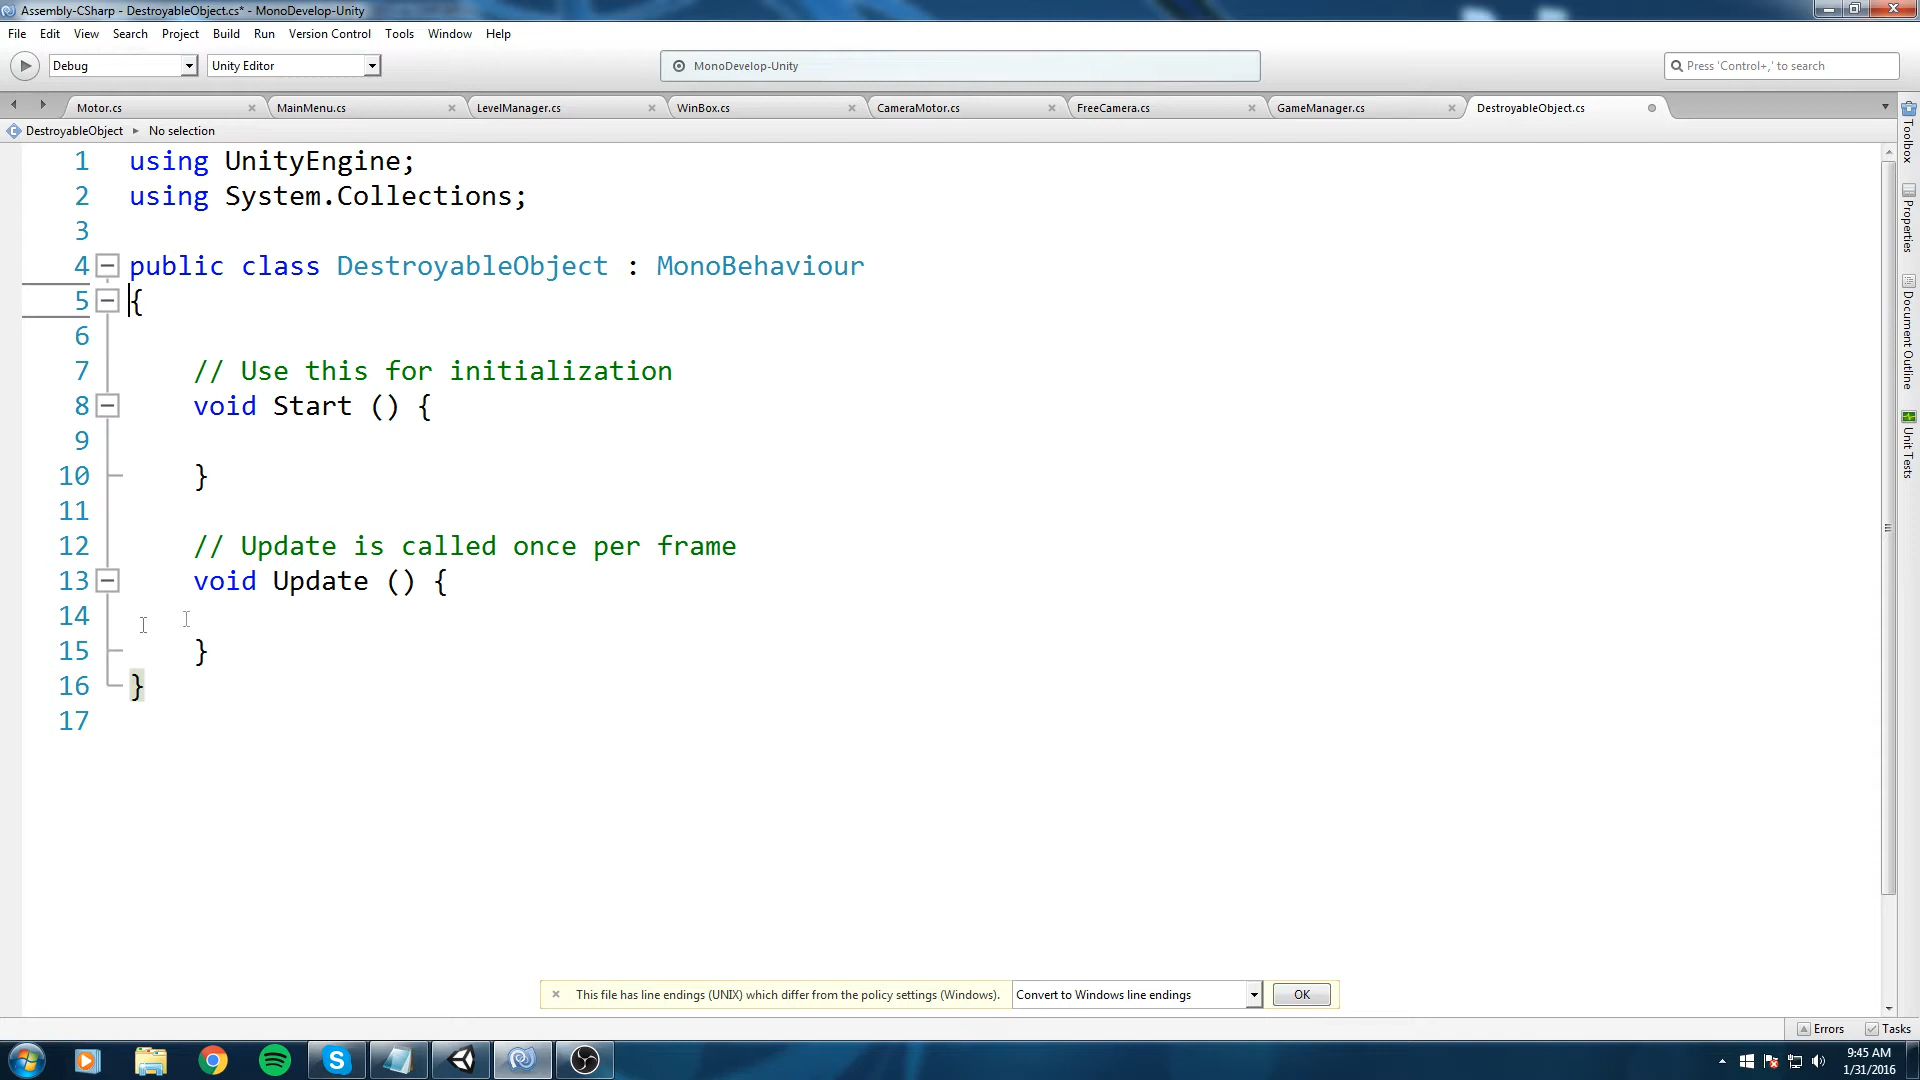 Assembly-CSharp - DestroyableObject.cs* - MonoDevelop-Unity
File Edit View Search Project Build Run Version Control Tools Window Help
Debug Unity Editor MonoDevelop-Unity Press 'Control+,' to search
Motor.cs MainMenu.cs LevelManager.cs WinBox.cs CameraMotor.cs FreeCamera.cs GameManager.cs DestroyableObject.cs
DestroyableObject No selection
1 using UnityEngine;
2 using System.Collections;
3
4 public class DestroyableObject : MonoBehaviour
5 {
6
7 // Use this for initialization
8 void Start () {
9
10 }
11
12 // Update is called once per frame
13 void Update () {
14
15 }
16 }
17
Toolbox
Properties
Document Outline
Unit Tests
This file has line endings (UNIX) which differ from the policy settings (Windows). Convert to Windows line endings OK
Errors Tasks
9:45 AM
1/31/2016